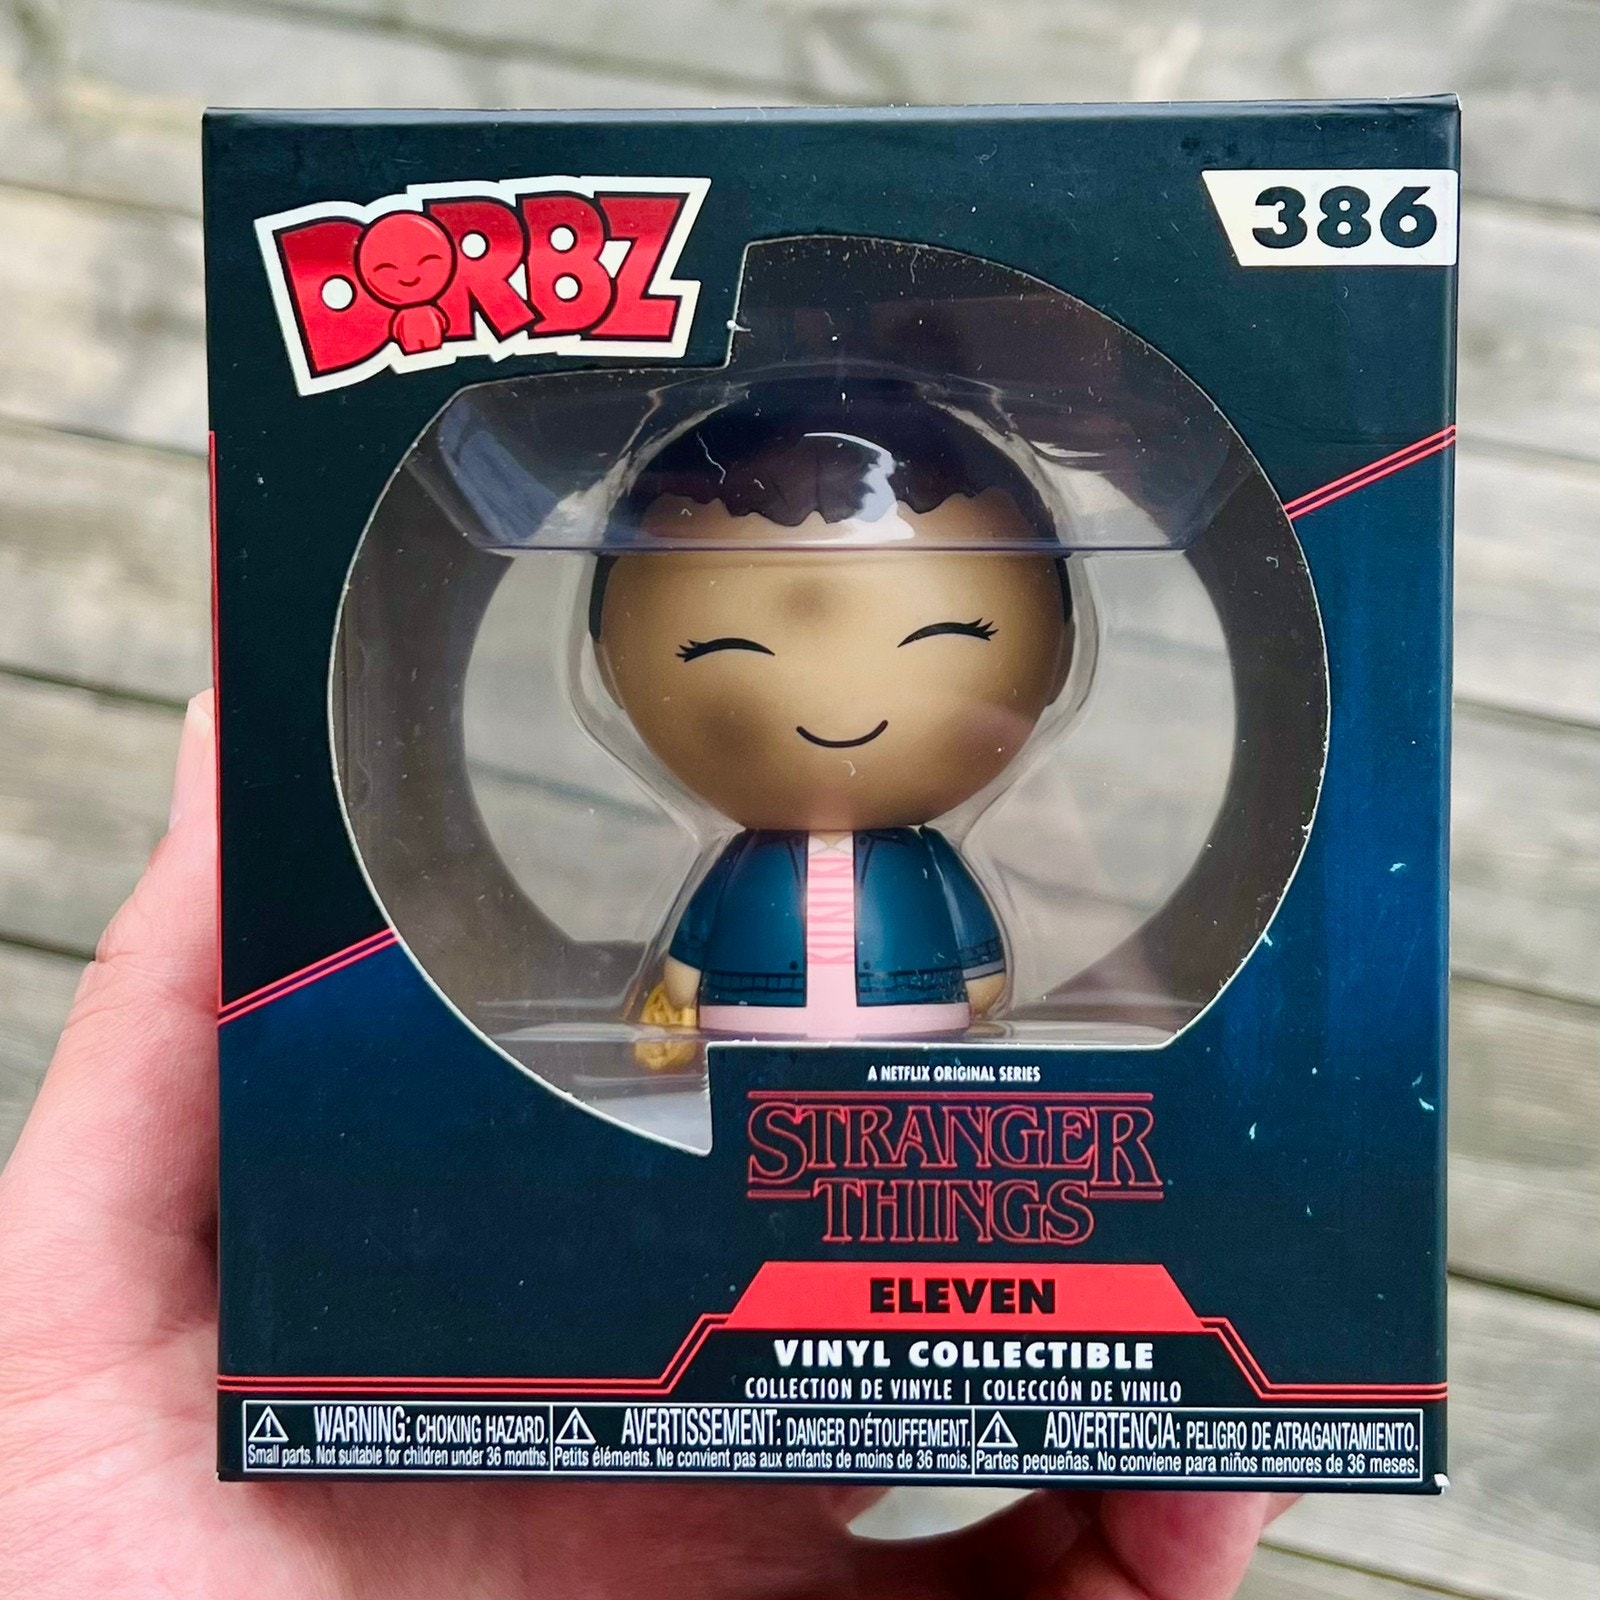 DORBZ
386
A NETFLIX ORIGINAL SERIES
STRANGER
THINGS
ELEVEN
VINYL COLLECTIBLE
COLLECTION DE VINYLE | COLECCIÓN DE VINILO
WARNING: CHOKING HAZARD.
Small parts. Not suitable for children under 36 months.
AVERTISSEMENT: DANGER D'ÉTOUFFEMENT.
Petits éléments. Ne convient pas aux enfants de moins de 36 mois.
ADVERTENCIA: PELIGRO DE ATRAGANTAMIENTO.
Partes pequeñas. No conviene para niños menores de 36 meses.